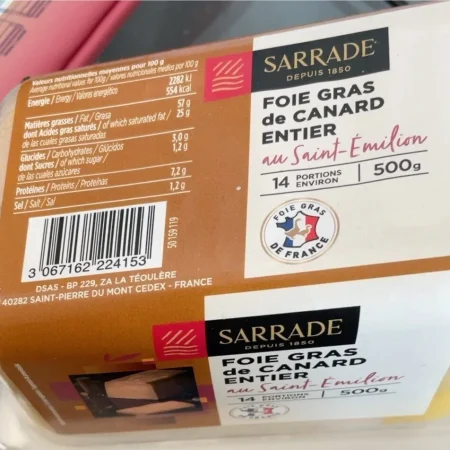 Valeurs nutritionnelles moyennes pour 100 g
Average nutritional values for 100g / valores nutricionales medios por 100 g
Energie / Energy / Valores energético
2282 kJ
554 kcal
Matières grasses / Fat / Grasa
57 g
dont Acides gras saturés / of which saturated fat /
25 g
de cuales grasas saturadas
Glucides / Carbohydrates / Glúcidos
3,0 g
dont Sucres / of which sugar /
1,2 g
de las cuales azúcares
Protéines / Proteins / Proteínas
7,2 g
Sel / Salt / Sal
1,2 g
3 067162 224153
50 159 119
DSAS - BP 229, ZA LA TÉOULÈRE
40282 SAINT-PIERRE DU MONT CEDEX - FRANCE
SARRADE
DEPUIS 1850
FOIE GRAS
de CANARD
ENTIER
au Saint-Émilion
14 PORTIONS ENVIRON
500g
FOIE GRAS
DE FRANCE
SARRADE
DEPUIS 1850
FOIE GRAS
de CANARD
ENTIER
au Saint-Émilion
14 PORTIONS ENVIRON
500g